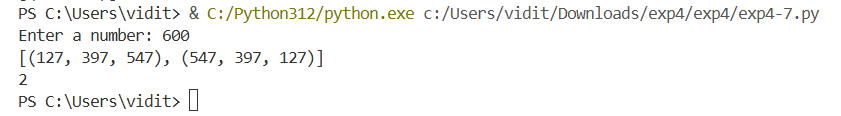 PS C:\Users\vidit> & C:/Python312/python.exe c:/Users/vidit/Downloads/exp4/exp4/exp4-7.py
Enter a number: 600
[(127, 397, 547), (547, 397, 127)]
2
PS C:\Users\vidit>